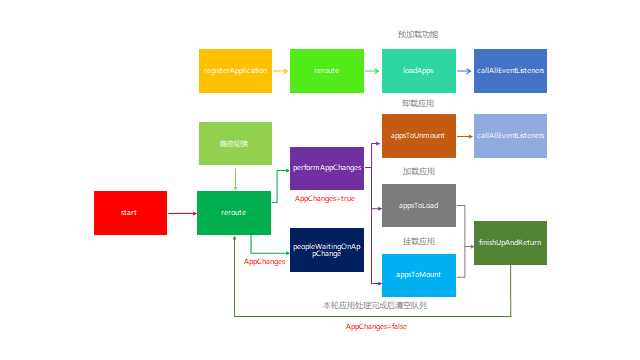 预加载功能
registerApplication
reroute
loadApps
callAllEventListeners
卸载应用
路由切换
appsToUnmount
callAllEventListeners
performAppChanges
加载应用
AppChanges=true
appsToLoad
start
reroute
挂载应用
peopleWaitingOnAp
pChange
finishUpAndReturn
AppChanges
appsToMount
本轮应用处理完成后清空队列
AppChanges=false